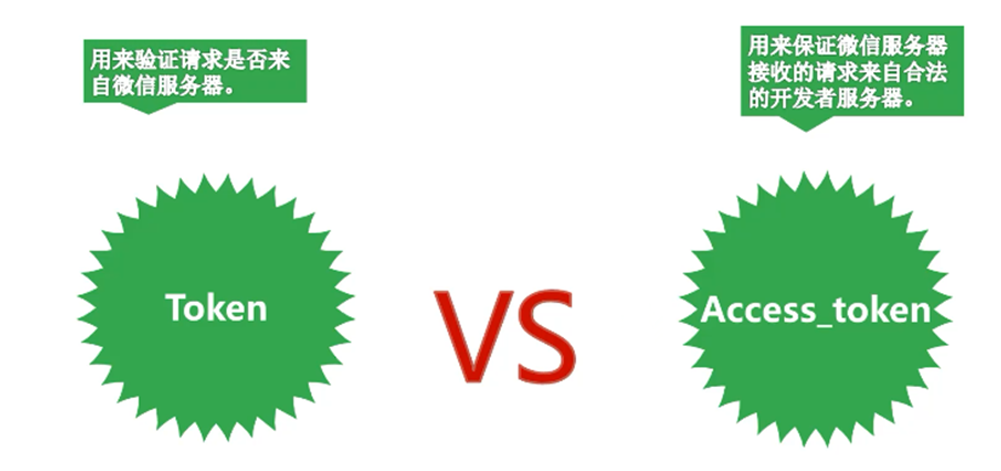 用来验证请求是否来
自微信服务器。
用来保证微信服务器
接收的请求来自合法
的开发者服务器。
Token
VS
Access_token